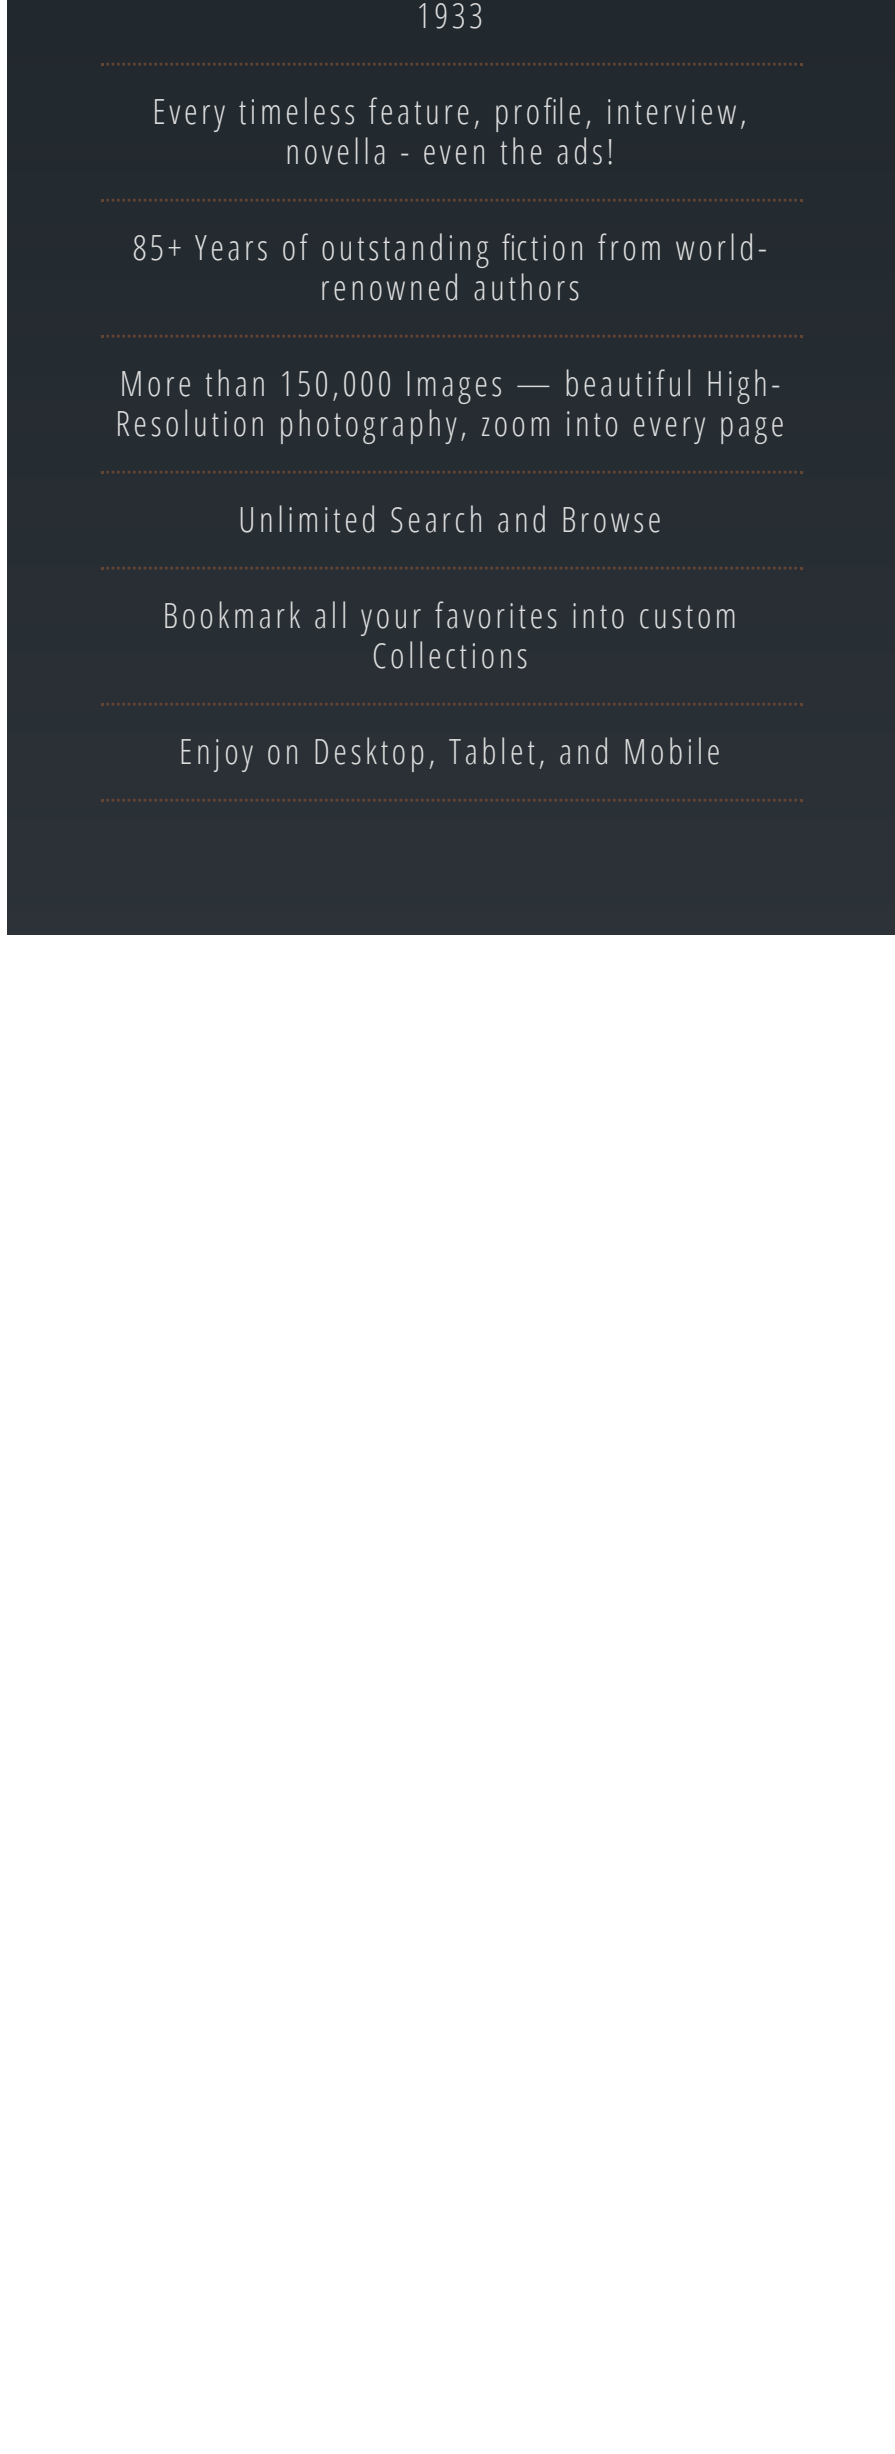 1933
Every timeless feature, profile, interview,
novella - even the ads!
85+ Years of outstanding fiction from world-
renowned authors
More than 150,000 Images — beautiful High-
Resolution photography, zoom into every page
Unlimited Search and Browse
Bookmark all your favorites into custom
Collections
Enjoy on Desktop, Tablet, and Mobile